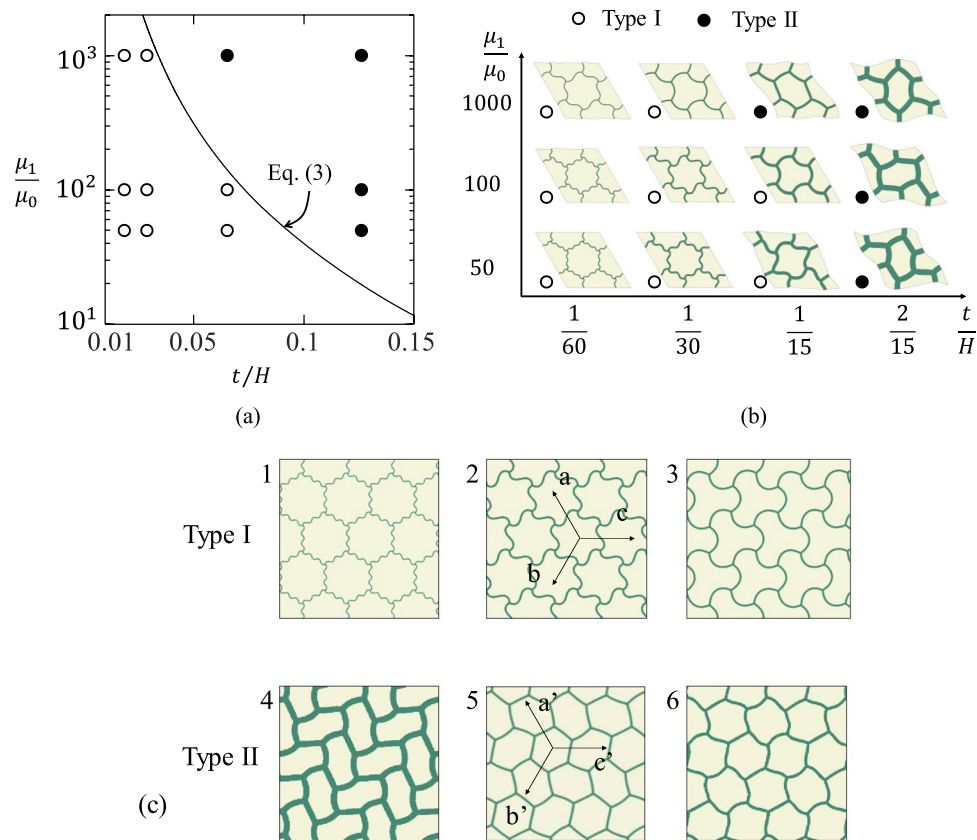 Type I Type II
10³
10²
10¹
μ₁
μ₀
Eq. (3)
0.01 0.05 0.1 0.15
t/H
(a)
μ₁
μ₀
1000
100
50
1
60
1
30
1
15
2
15
t
H
(b)
Type I
1
2
a
b
c
3
Type II
4
5
a’
b’
c’
6
(c)